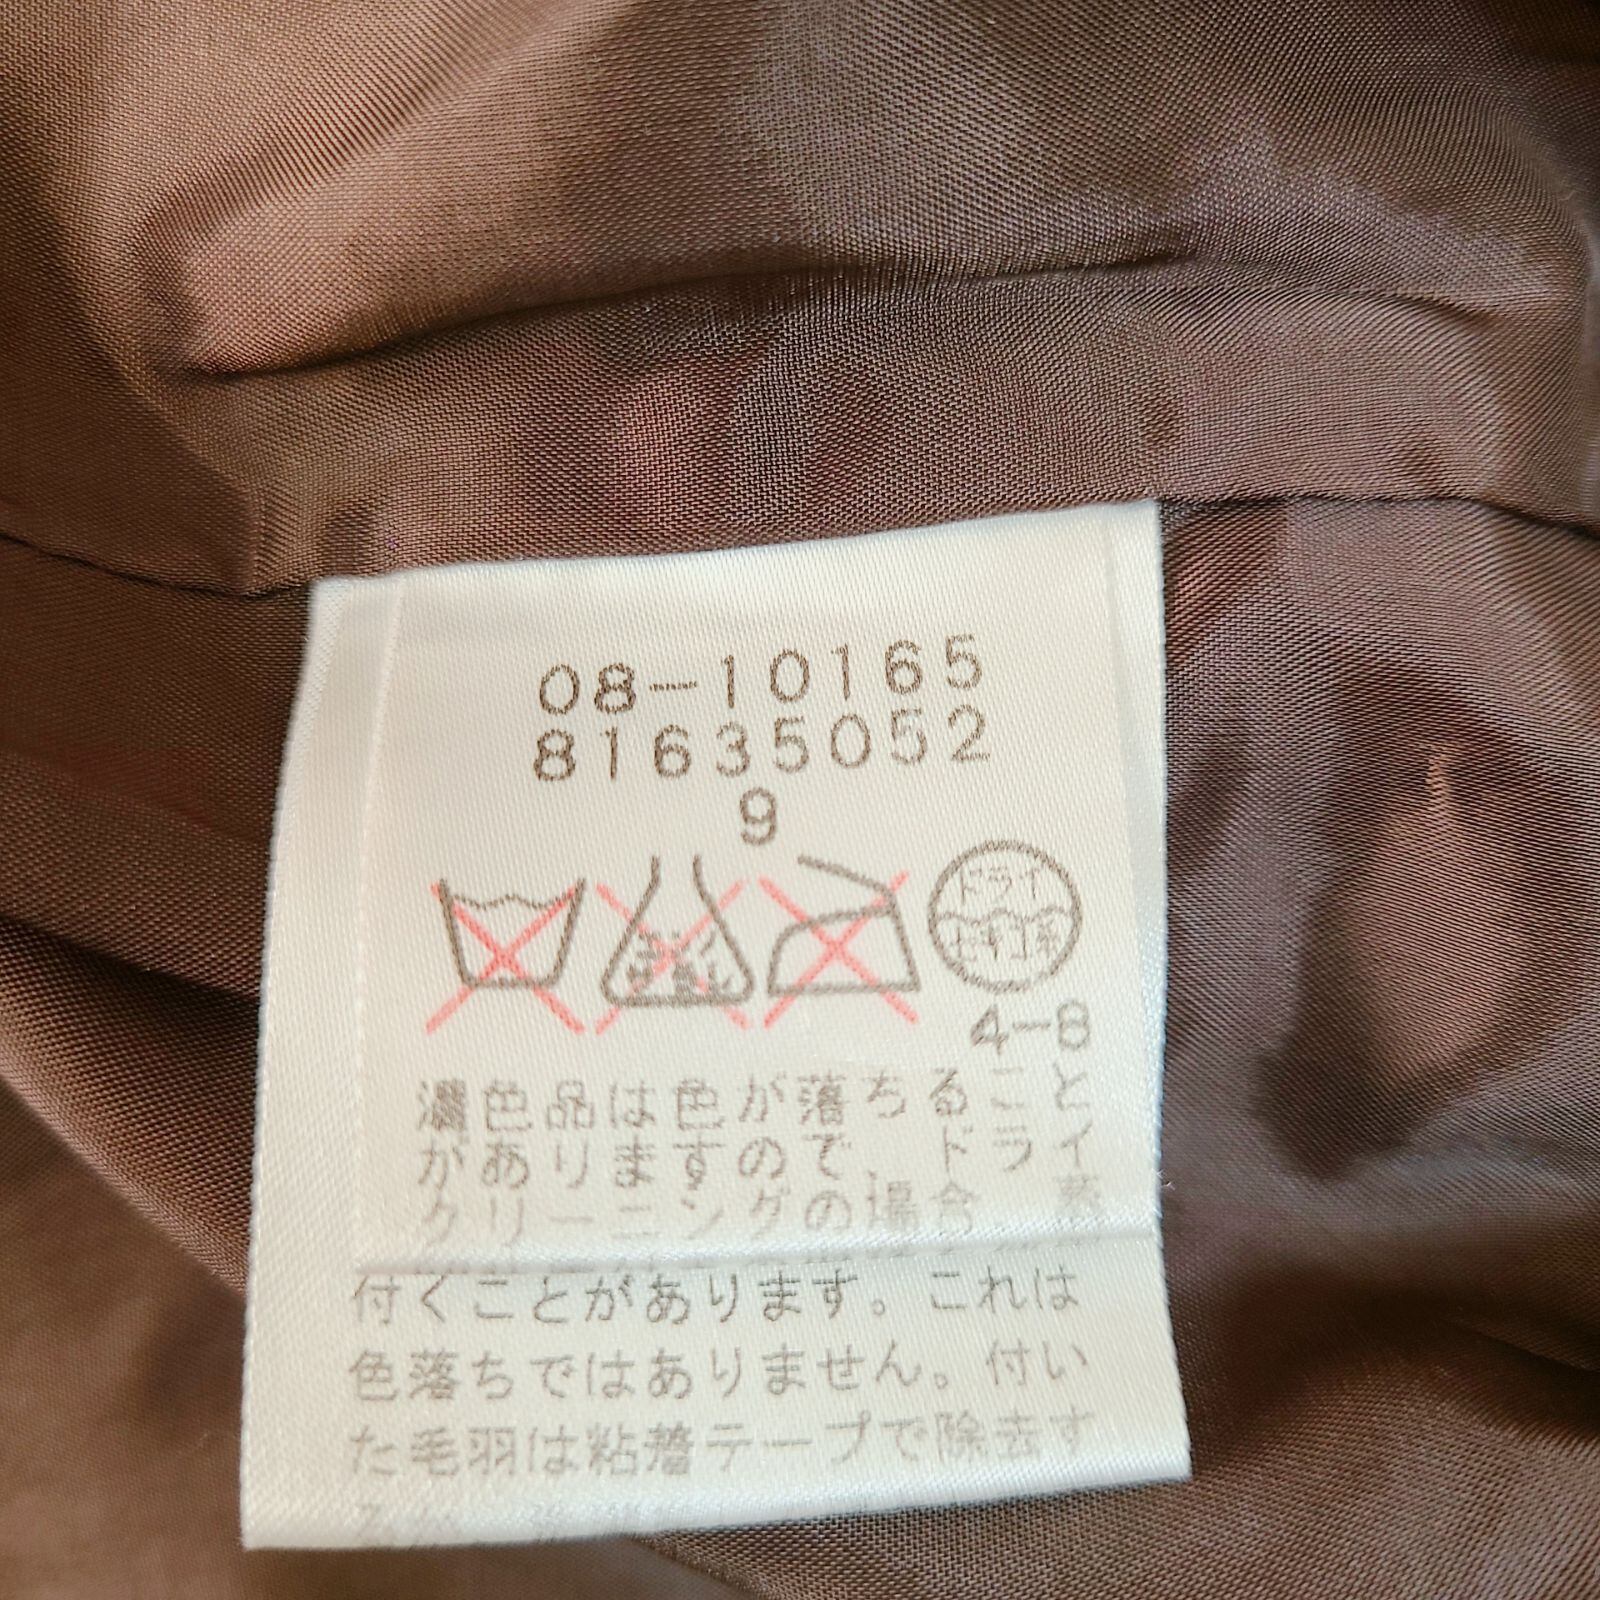 08-10165
81635052
9
ドライ
4-8
濃色品は色が落ちること
がありますので、ドライ
クリーニングの場合
付くことがあります。これは
色落ちではありません。付い
た毛羽は粘着テープで除去す